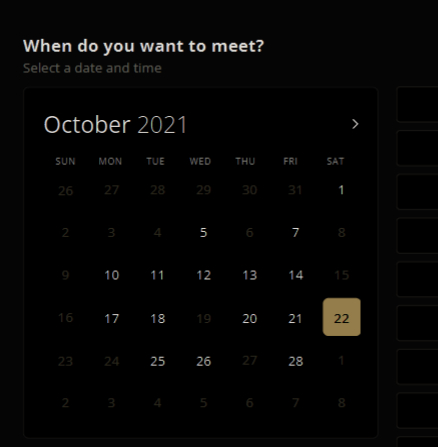 When do you want to meet?
Select a date and time
October 2021
SUN MON TUE WED THU FRI SAT
26 27 28 29 30 31 1
2 3 4 5 6 7 8
9 10 11 12 13 14 15
16 17 18 19 20 21 22
23 24 25 26 27 28 1
2 3 4 5 6 7 8